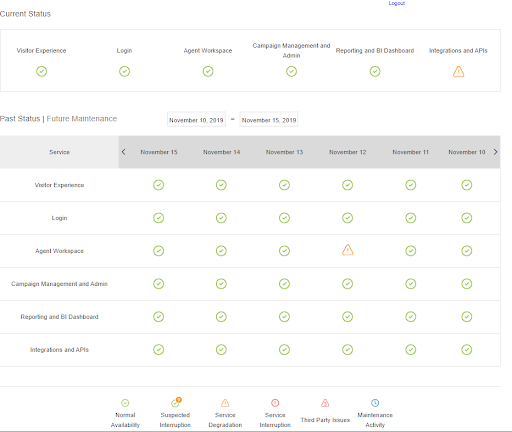 Logout
Current Status
Visitor Experience
Login
Agent Workspace
Campaign Management and
Admin
Reporting and BI Dashboard
Integrations and APIs
Past Status | Future Maintenance
November 10, 2019 – November 15, 2019
Service November 15 November 14 November 13 November 12 November 11 November 10
Visitor Experience
Login
Agent Workspace
Campaign Management and Admin
Reporting and BI Dashboard
Integrations and APIs
Normal
Availability
Suspected
Interruption
Service
Degradation
Service
Interruption
Third Party Issues
Maintenance
Activity